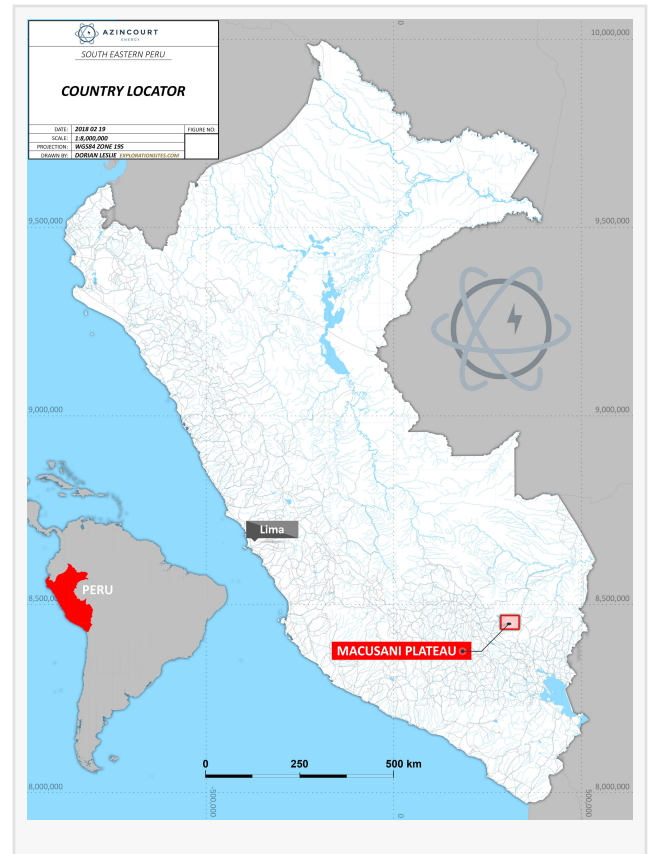 AZINCOURT
ENERGY
SOUTH EASTERN PERU
COUNTRY LOCATOR
DATE: 2018 02 19
FIGURE NO:
SCALE: 1:8,000,000
PROJECTION: WGS84 ZONE 19S
DRAWN BY: DORIAN LESLIE EXPLORATIONSITES.COM
0
10,000,000
9,500,000
9,500,000
9,000,000
9,000,000
Lima
PERU
8,500,000
8,500,000
MACUSANI PLATEAU
0 250 500 km
8,000,000
8,000,000
-500,000
0
500,000